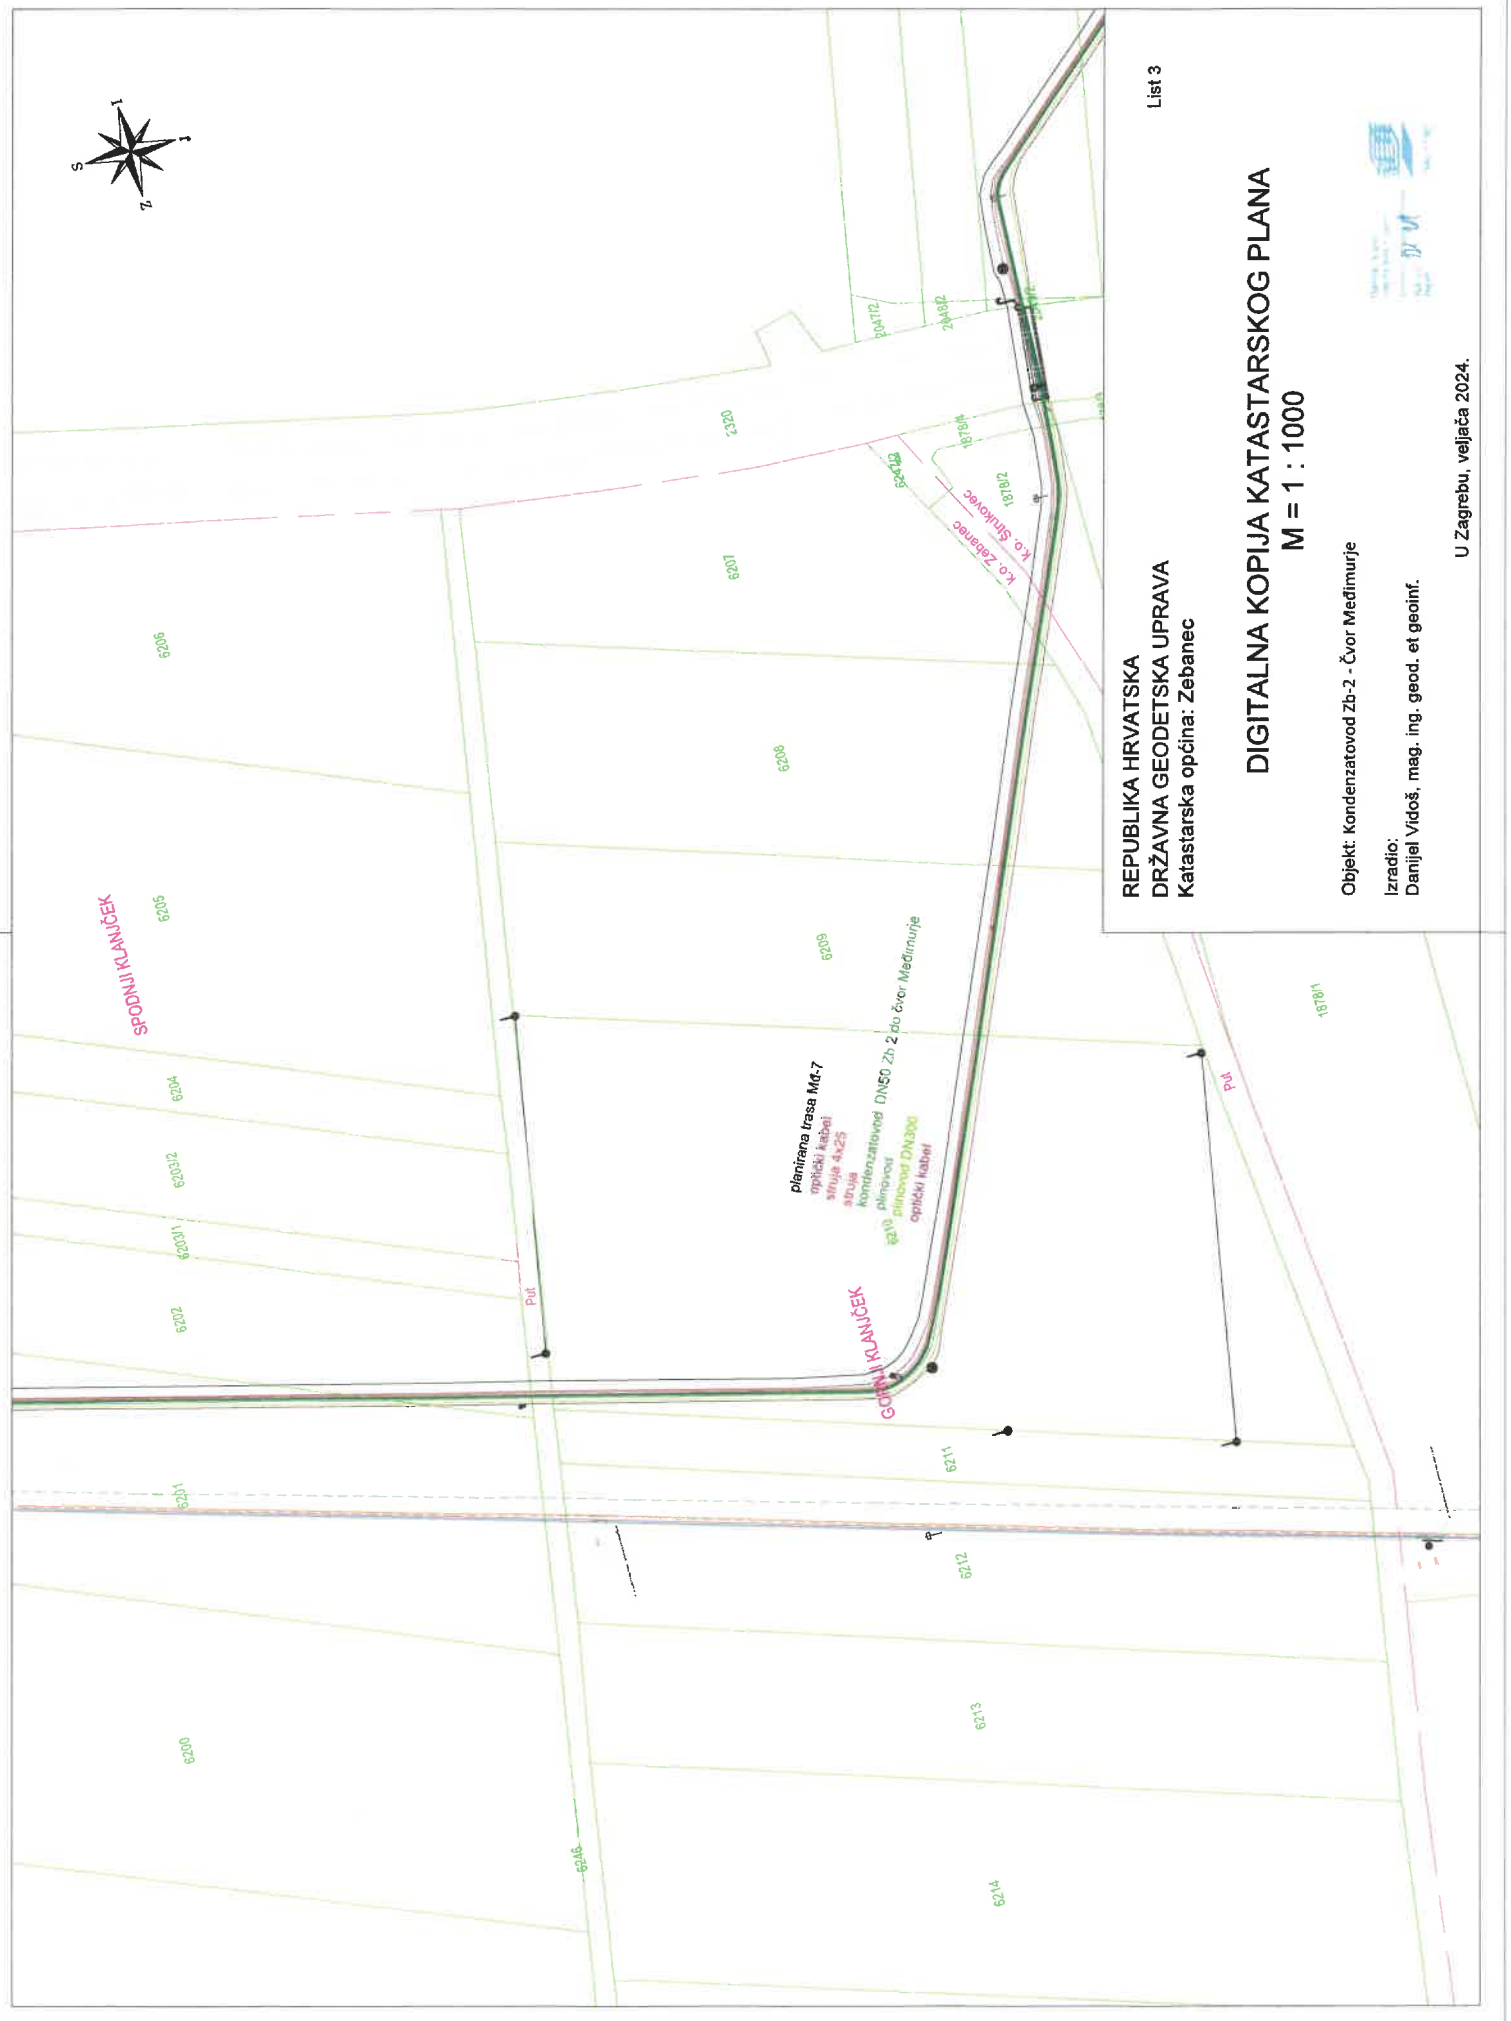 S
I
J
Z
SPODNJI KLANJČEK
6206
6205
6204
6203/2
6203/1
6202
6201
6200
Put
6246
2320
6207
6208
6209
2047/2
2048/2
1878/4
1878/2
k.o. Zebanec
k.o. Štrukovec
planirana trasa Mđ-7
optički kabel
struja 4x25
struja
kondenzatovod DN50 Zb 2 do čvor Međimurje
plinovod
6210 plinovod DN300
optički kabel
GORNJI KLANJČEK
6211
6212
6213
6214
Put
1878/1
List 3
REPUBLIKA HRVATSKA
DRŽAVNA GEODETSKA UPRAVA
Katastarska općina: Zebanec
DIGITALNA KOPIJA KATASTARSKOG PLANA
M = 1 : 1000
Objekt: Kondenzatovod Zb-2 - Čvor Međimurje
Izradio:
Danijel Vidoš, mag. ing. geod. et geoinf.
U Zagrebu, veljača 2024.